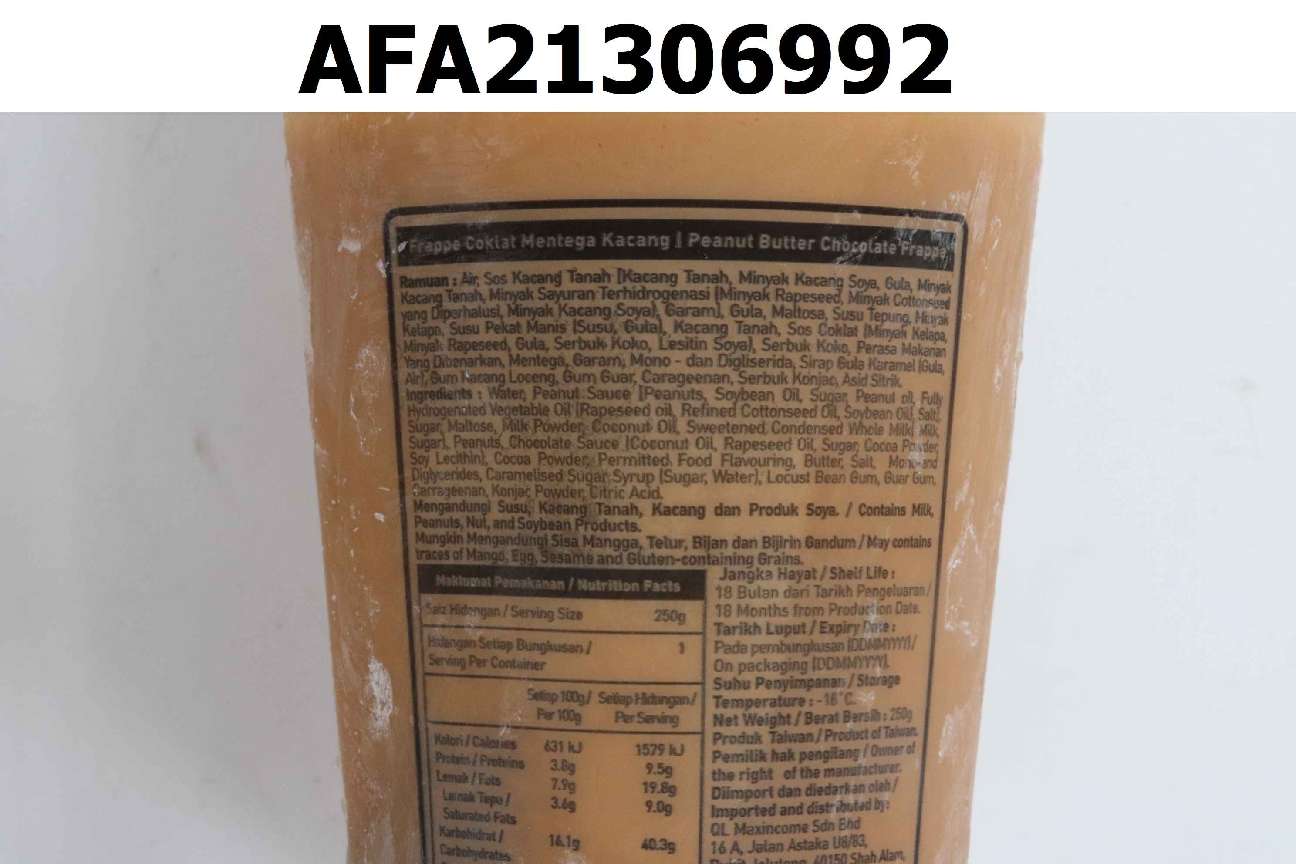 AFA21306992
Frappe Coklat Mentega Kacang | Peanut Butter Chocolate Frappe
Ramuan : Air, Sos Kacang Tanah [Kacang Tanah, Minyak Kacang Soya, Gula, Minyak
Kacang Tanah, Minyak Sayuran Terhidrogenasi (Minyak Rapeseed, Minyak Cottonseed
yang Diperhalusi, Minyak Kacang Soya), Garam], Gula, Maltosa, Susu Tepung, Minyak
Kelapa, Susu Pekat Manis (Susu, Gula), Kacang Tanah, Sos Coklat (Minyak Kelapa,
Minyak Rapeseed, Gula, Serbuk Koko, Lesitin Soya), Serbuk Koko, Perasa Makanan
Yang Dibenarkan, Mentega, Garam, Mono - dan Digliserida, Sirap Gula Karamel (Gula,
Air), Gum Kacang Loceng, Gum Guar, Carageenan, Serbuk Konjac, Asid Sitrik.
Ingredients : Water, Peanut Sauce [Peanuts, Soybean Oil, Sugar, Peanut oil, Fully
Hydrogenated Vegetable Oil (Rapeseed oil, Refined Cottonseed Oil, Soybean Oil), Salt],
Sugar, Maltose, Milk Powder, Coconut Oil, Sweetened Condensed Whole Milk (Milk,
Sugar), Peanuts, Chocolate Sauce (Coconut Oil, Rapeseed Oil, Sugar, Cocoa Powder,
Soy Lecithin), Cocoa Powder, Permitted Food Flavouring, Butter, Salt, Mono-and
Diglycerides, Caramelised Sugar Syrup (Sugar, Water), Locust Bean Gum, Guar Gum,
Carrageenan, Konjac Powder, Citric Acid.
Mengandungi Susu, Kacang Tanah, Kacang dan Produk Soya. / Contains Milk,
Peanuts, Nut, and Soybean Products.
Mungkin Mengandungi Sisa Mangga, Telur, Bijan dan Bijirin Gandum / May contains
traces of Mango, Egg, Sesame and Gluten-containing Grains.
Maklumat Pemakanan / Nutrition Facts
Saiz Hidangan / Serving Size 250g
Hidangan Setiap Bungkusan / 1
Serving Per Container
Setiap 100g / Setiap Hidangan /
Per 100g Per Serving
Kalori / Calories 631 kJ 1579 kJ
Protein / Proteins 3.8g 9.5g
Lemak / Fats 7.9g 19.8g
Lemak Tepu / 3.6g 9.0g
Saturated Fats
Karbohidrat / 16.1g 40.3g
Carbohydrates
Jangka Hayat / Shelf Life :
18 Bulan dari Tarikh Pengeluaran /
18 Months from Production Date.
Tarikh Luput / Expiry Date :
Pada pembungkusan (DDMMYYYY) /
On packaging (DDMMYYYY).
Suhu Penyimpanan / Storage
Temperature : -18°C.
Net Weight / Berat Bersih : 250g
Produk Taiwan / Product of Taiwan.
Pemilik hak pengilang / Owner of
the right of the manufacturer.
Diimport dan diedarkan oleh /
Imported and distributed by:
QL Maxincome Sdn Bhd
16 A, Jalan Astaka U8/83,
40150 Shah Alam,